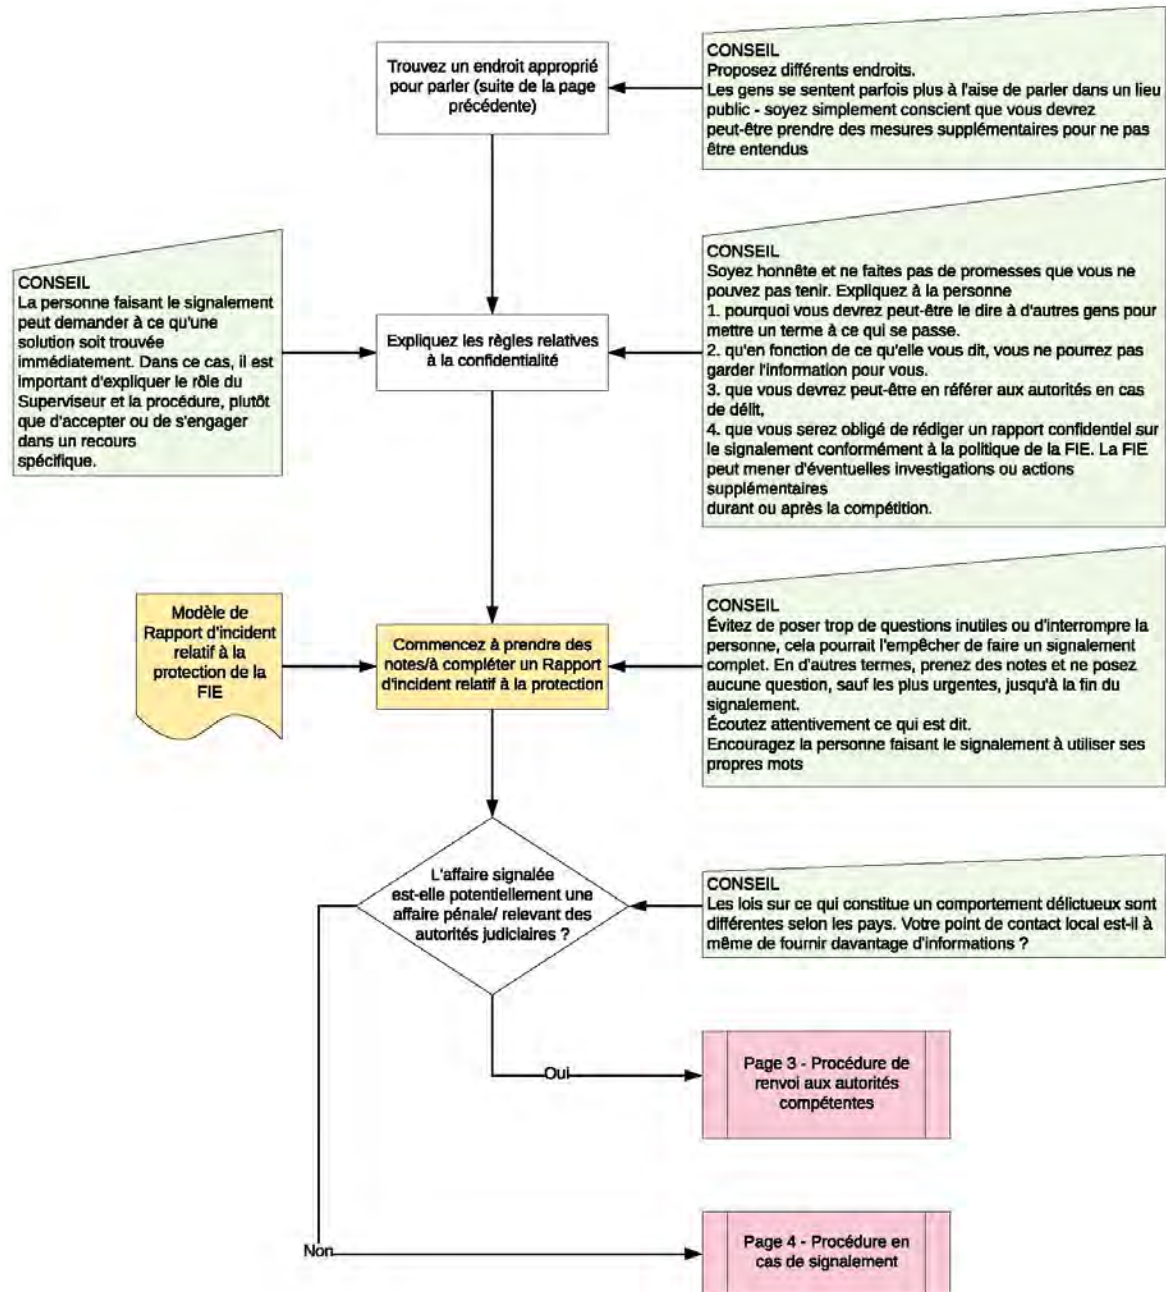 Trouvez un endroit approprié
pour parler (suite de la page
précédente)
CONSEIL
Proposez différents endroits.
Les gens se sentent parfois plus à l'aise de parler dans un lieu
public - soyez simplement conscient que vous devrez
peut-être prendre des mesures supplémentaires pour ne pas
être entendus
CONSEIL
La personne faisant le signalement
peut demander à ce qu'une
solution soit trouvée
immédiatement. Dans ce cas, il est
important d'expliquer le rôle du
Superviseur et la procédure, plutôt
que d'accepter ou de s'engager
dans un recours
spécifique.
Expliquez les règles relatives
à la confidentialité
CONSEIL
Soyez honnête et ne faites pas de promesses que vous ne
pouvez pas tenir. Expliquez à la personne
1. pourquoi vous devrez peut-être le dire à d'autres gens pour
mettre un terme à ce qui se passe.
2. qu'en fonction de ce qu'elle vous dit, vous ne pourrez pas
garder l'information pour vous.
3. que vous devrez peut-être en référer aux autorités en cas
de délit,
4. que vous serez obligé de rédiger un rapport confidentiel sur
le signalement conformément à la politique de la FIE. La FIE
peut mener d'éventuelles investigations ou actions
supplémentaires
durant ou après la compétition.
Modèle de
Rapport d'incident
relatif à la
protection de la
FIE
Commencez à prendre des
notes/à compléter un Rapport
d'incident relatif à la protection
CONSEIL
Évitez de poser trop de questions inutiles ou d'interrompre la
personne, cela pourrait l'empêcher de faire un signalement
complet. En d'autres termes, prenez des notes et ne posez
aucune question, sauf les plus urgentes, jusqu'à la fin du
signalement.
Écoutez attentivement ce qui est dit.
Encouragez la personne faisant le signalement à utiliser ses
propres mots
L'affaire signalée
est-elle potentiellement une
affaire pénale/ relevant des
autorités judiciaires ?
CONSEIL
Les lois sur ce qui constitue un comportement délictueux sont
différentes selon les pays. Votre point de contact local est-il à
même de fournir davantage d'informations ?
Oui
Page 3 - Procédure de
renvoi aux autorités
compétentes
Non
Page 4 - Procédure en
cas de signalement